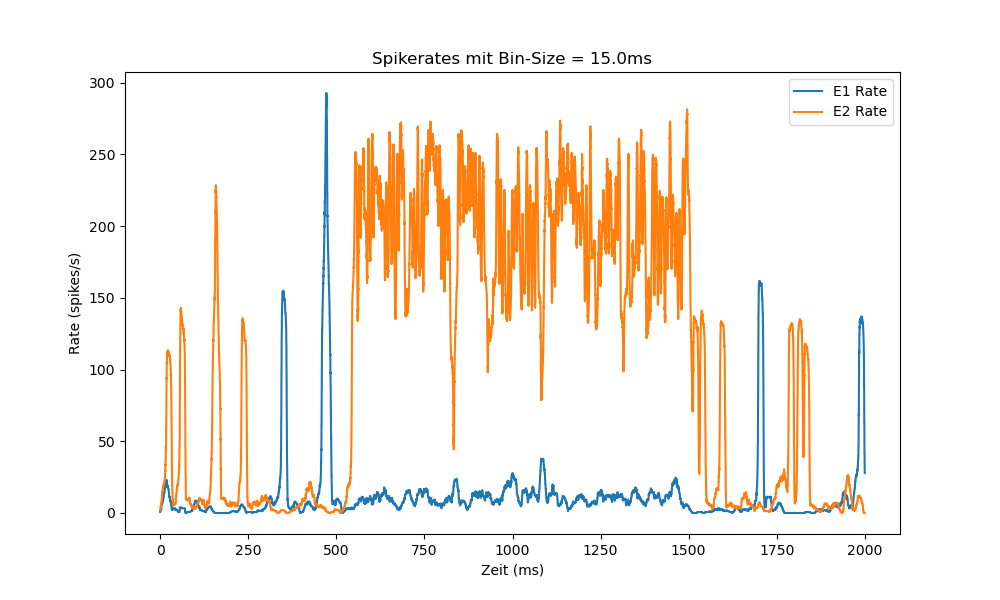 Spikerates mit Bin-Size = 15.0ms
E1 Rate
E2 Rate
300
250
200
150
100
50
0
Rate (spikes/s)
0 250 500 750 1000 1250 1500 1750 2000
Zeit (ms)